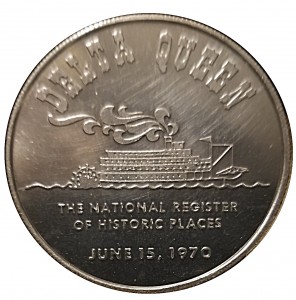 DELTA QUEEN
THE NATIONAL REGISTER
OF HISTORIC PLACES
JUNE 15, 1970